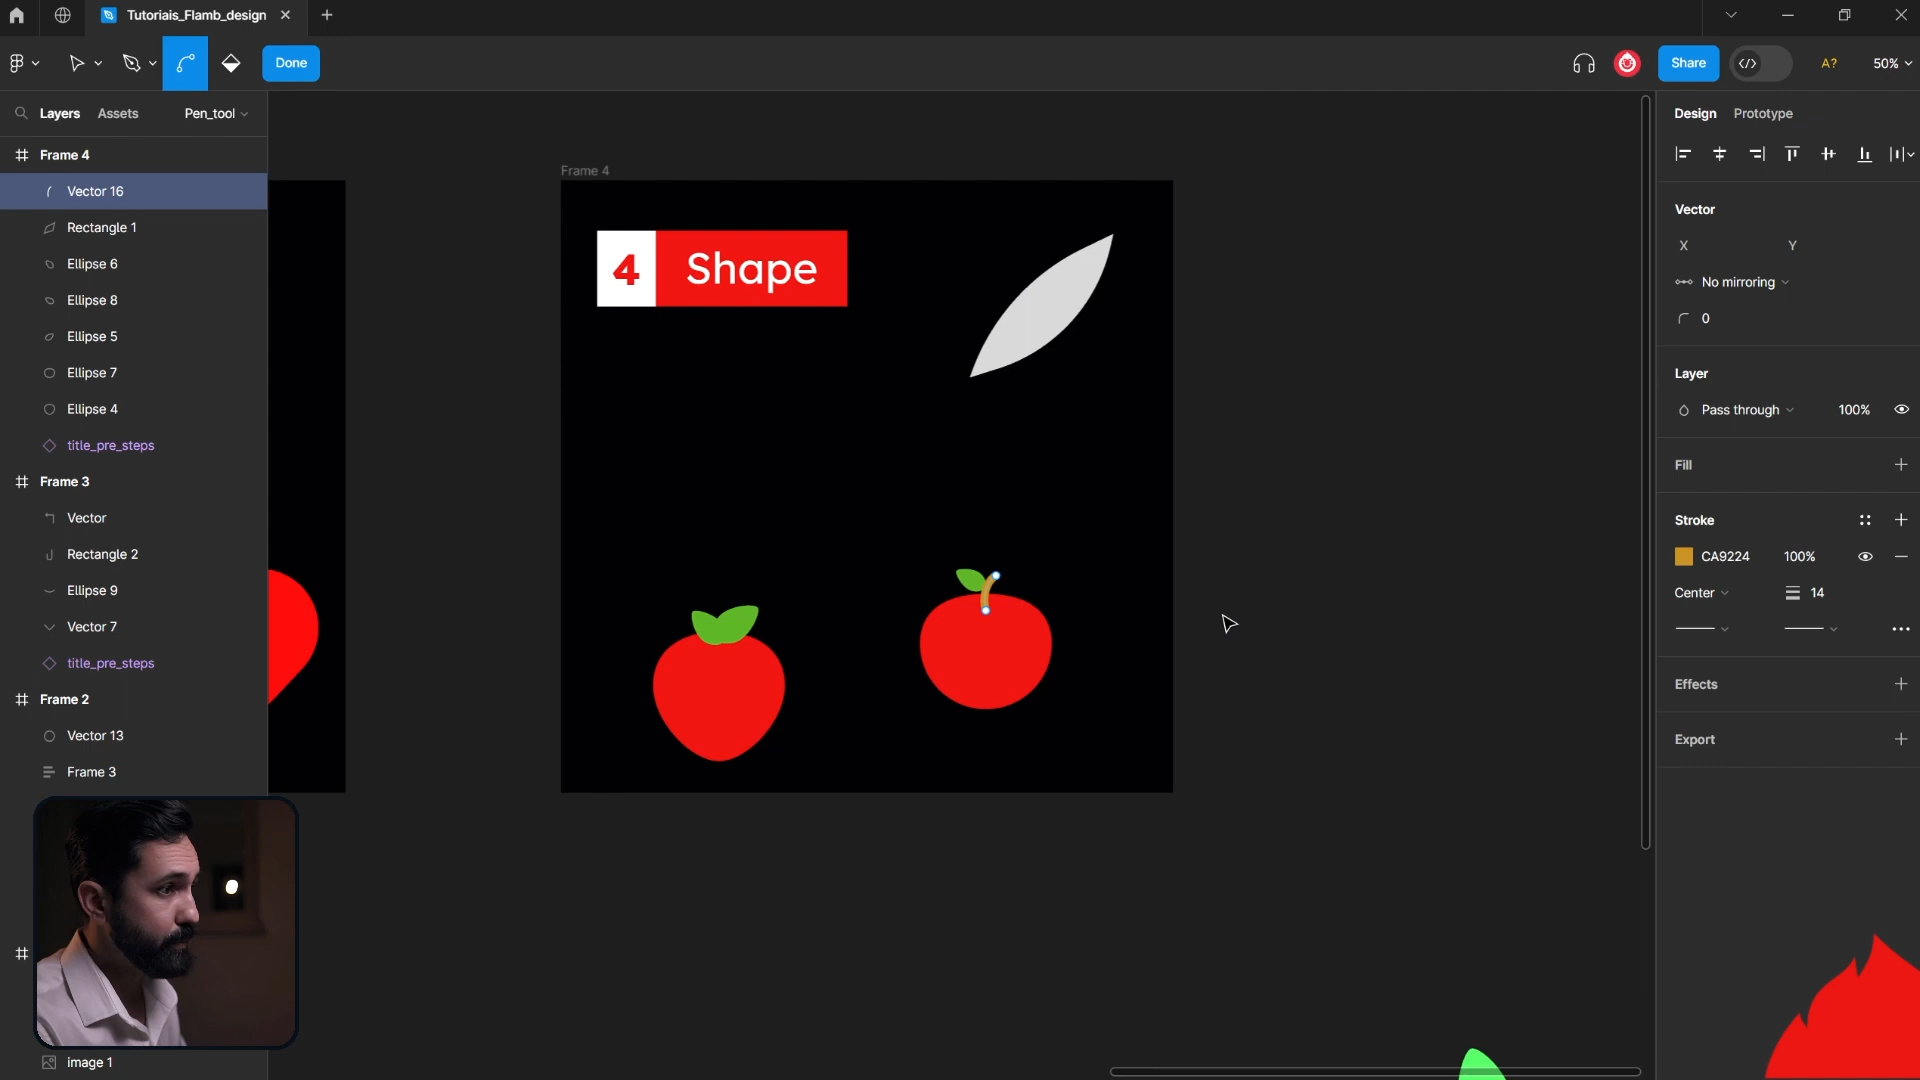 Tutoriais_Flamb_design
Done
Share
A?
50%
Layers
Assets
Pen_tool
Frame 4
Vector 16
Rectangle 1
Ellipse 6
Ellipse 8
Ellipse 5
Ellipse 7
Ellipse 4
title_pre_steps
Frame 3
Vector
Rectangle 2
Ellipse 9
Vector 7
title_pre_steps
Frame 2
Vector 13
Frame 3
image 1
Frame 4
4 Shape
Design
Prototype
Vector
X
Y
No mirroring
0
Layer
Pass through
100%
Fill
Stroke
CA9224
100%
Center
14
Effects
Export